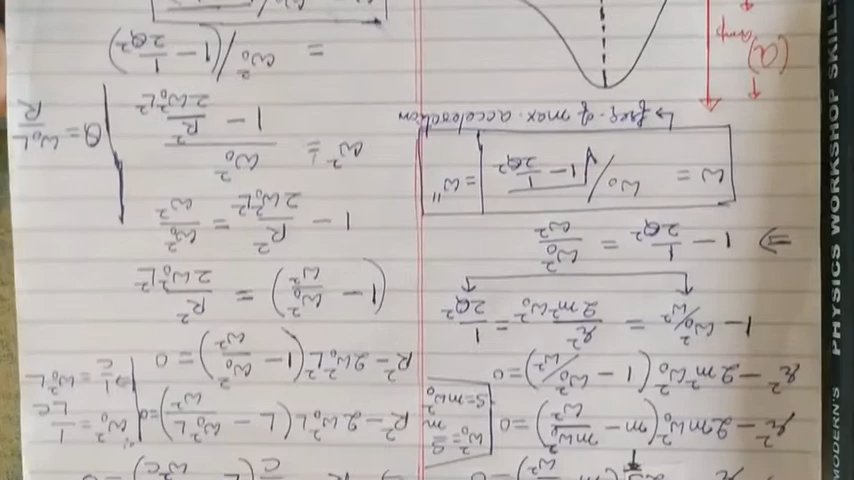 r² - 2mω₀²(m - mω₀²/ω²) = 0
ω₀² = s/m
s = mω₀²
r² - 2m²ω₀²(1 - ω₀²/ω²) = 0
1 - ω₀²/ω² = r²/2m²ω₀² = 1/2Q²
⇒ 1 - 1/2Q² = ω₀²/ω²
ω = ω₀/√(1 - 1/2Q²) = ω''
↳ freq. of max. acceleration
(a)
amp
R² - 2ω₀²L(L - ω₀²L/ω²) = 0
ω₀² = 1/LC
⇒ 1/C = ω₀²L
R² - 2ω₀²L²(1 - ω₀²/ω²) = 0
(1 - ω₀²/ω²) = R²/2ω₀²L²
1 - R²/2ω₀²L² = ω₀²/ω²
ω² = ω₀²/(1 - R²/2ω₀²L²)
Q = ω₀L/R
= ω₀²/(1 - 1/2Q²)
MODERN'S PHYSICS WORKSHOP SKILLS